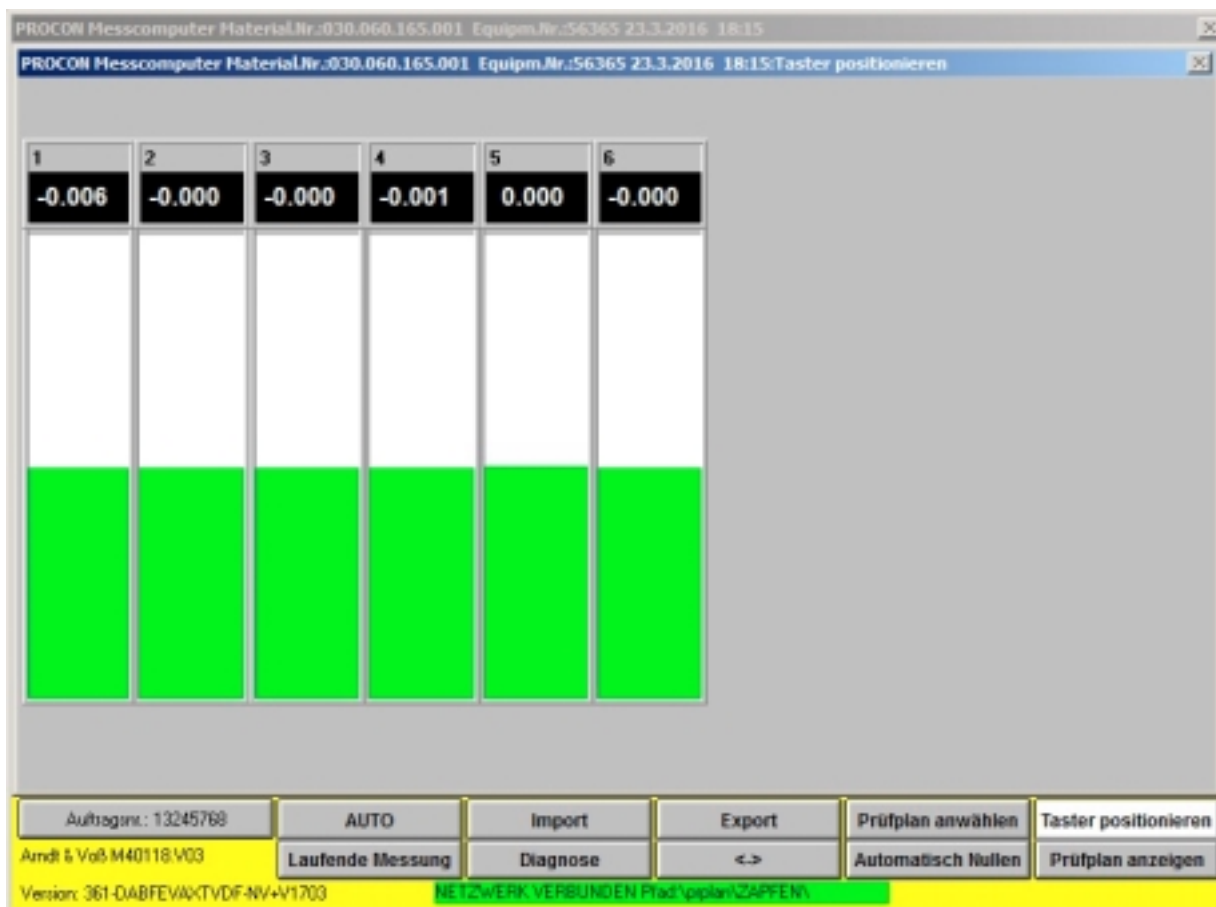 PROCON Messcomputer Material.Nr.:030.060.165.001 Equipm.Nr.:56365 23.3.2016 18:15
PROCON Messcomputer Material.Nr.:030.060.165.001 Equipm.Nr.:56365 23.3.2016 18:15:Taster positionieren
1 2 3 4 5 6
-0.006 -0.000 -0.000 -0.001 0.000 -0.000
Auftragsnr.: 13245768 AUTO Import Export Prüfplan anwählen Taster positionieren
Arndt & Voß M40118.V03 Laufende Messung Diagnose <-> Automatisch Nullen Prüfplan anzeigen
Version: 361-DABFEVAXTVDF-NV+V1703 NETZWERK VERBUNDEN Pfad:\prplan\ZAPFEN\